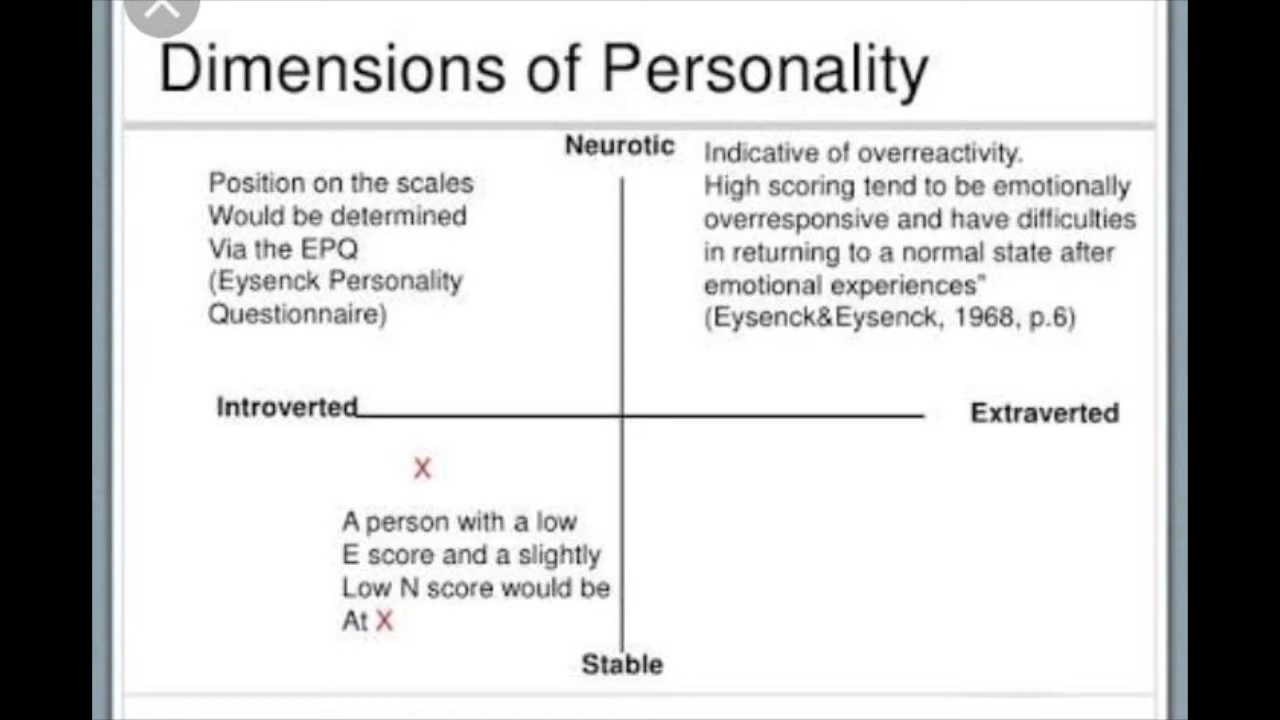 Dimensions of Personality
Neurotic
Position on the scales
Would be determined
Via the EPQ
(Eysenck Personality
Questionnaire)
Indicative of overreactivity.
High scoring tend to be emotionally
overresponsive and have difficulties
in returning to a normal state after
emotional experiences"
(Eysenck&Eysenck, 1968, p.6)
Introverted
Extraverted
X
A person with a low
E score and a slightly
Low N score would be
At X
Stable